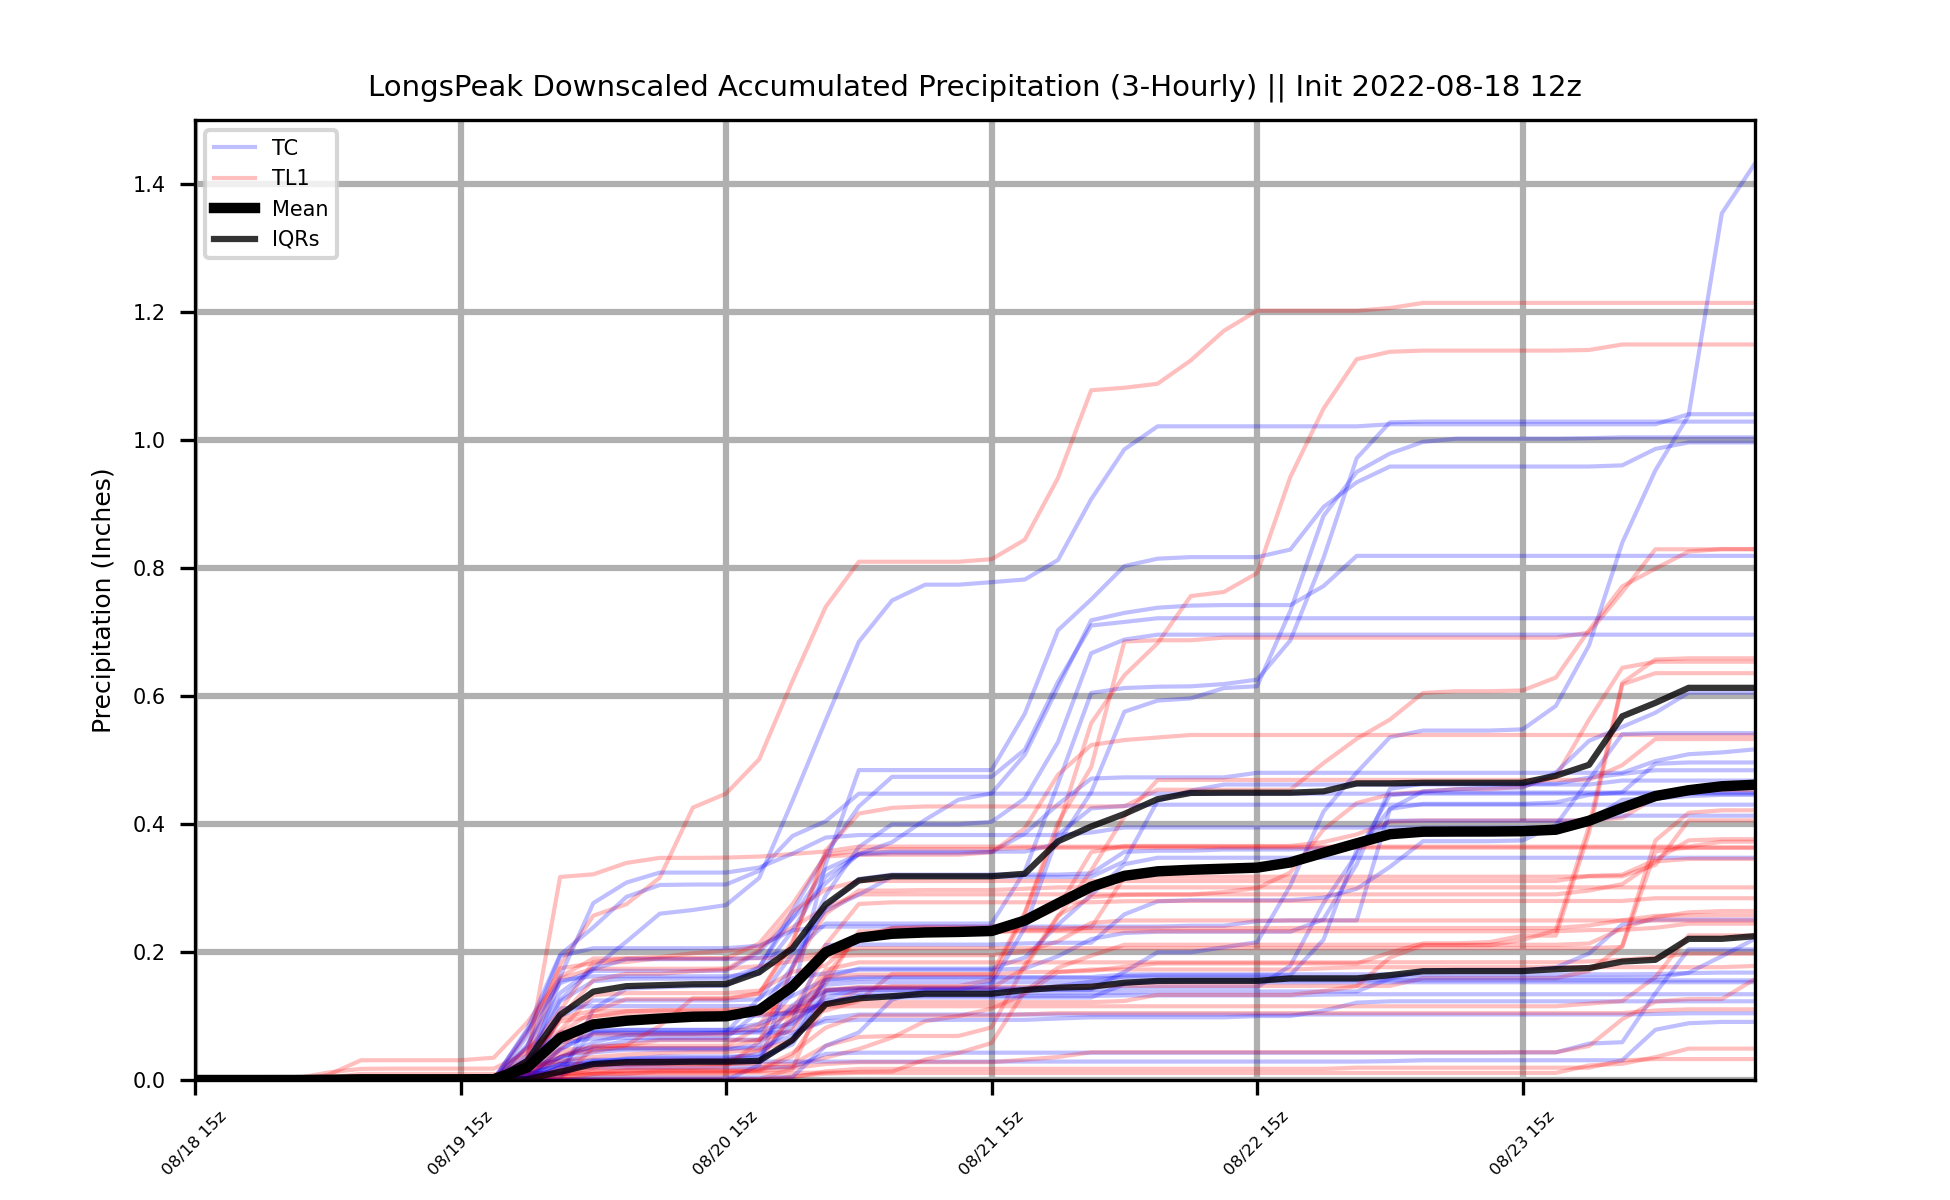 LongsPeak Downscaled Accumulated Precipitation (3-Hourly) || Init 2022-08-18 12z
TC
TL1
Mean
IQRs
Precipitation (Inches)
1.4
1.2
1.0
0.8
0.6
0.4
0.2
0.0
08/18 15z
08/19 15z
08/20 15z
08/21 15z
08/22 15z
08/23 15z